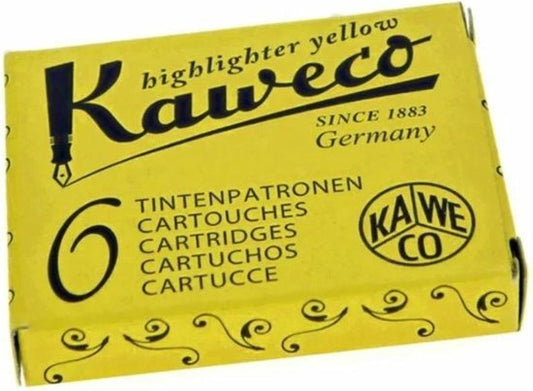 highlighter yellow
Kaweco
SINCE 1883
Germany
6
TINTENPATRONEN
CARTOUCHES
CARTRIDGES
CARTUCHOS
CARTUCCE
KA WE
CO